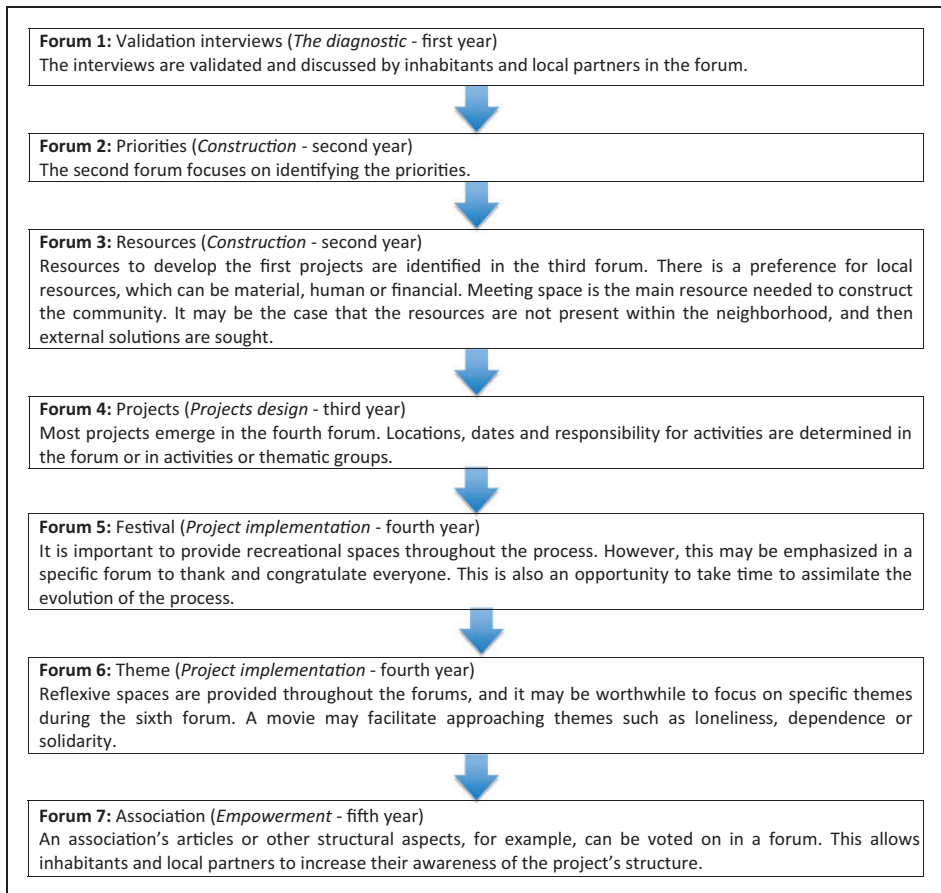 Forum 1: Validation interviews (The diagnostic - first year)
The interviews are validated and discussed by inhabitants and local partners in the forum.
Forum 2: Priorities (Construction - second year)
The second forum focuses on identifying the priorities.
Forum 3: Resources (Construction - second year)
Resources to develop the first projects are identified in the third forum. There is a preference for local
resources, which can be material, human or financial. Meeting space is the main resource needed to construct
the community. It may be the case that the resources are not present within the neighborhood, and then
external solutions are sought.
Forum 4: Projects (Projects design - third year)
Most projects emerge in the fourth forum. Locations, dates and responsibility for activities are determined in
the forum or in activities or thematic groups.
Forum 5: Festival (Project implementation - fourth year)
It is important to provide recreational spaces throughout the process. However, this may be emphasized in a
specific forum to thank and congratulate everyone. This is also an opportunity to take time to assimilate the
evolution of the process.
Forum 6: Theme (Project implementation - fourth year)
Reflexive spaces are provided throughout the forums, and it may be worthwhile to focus on specific themes
during the sixth forum. A movie may facilitate approaching themes such as loneliness, dependence or
solidarity.
Forum 7: Association (Empowerment - fifth year)
An association's articles or other structural aspects, for example, can be voted on in a forum. This allows
inhabitants and local partners to increase their awareness of the project's structure.